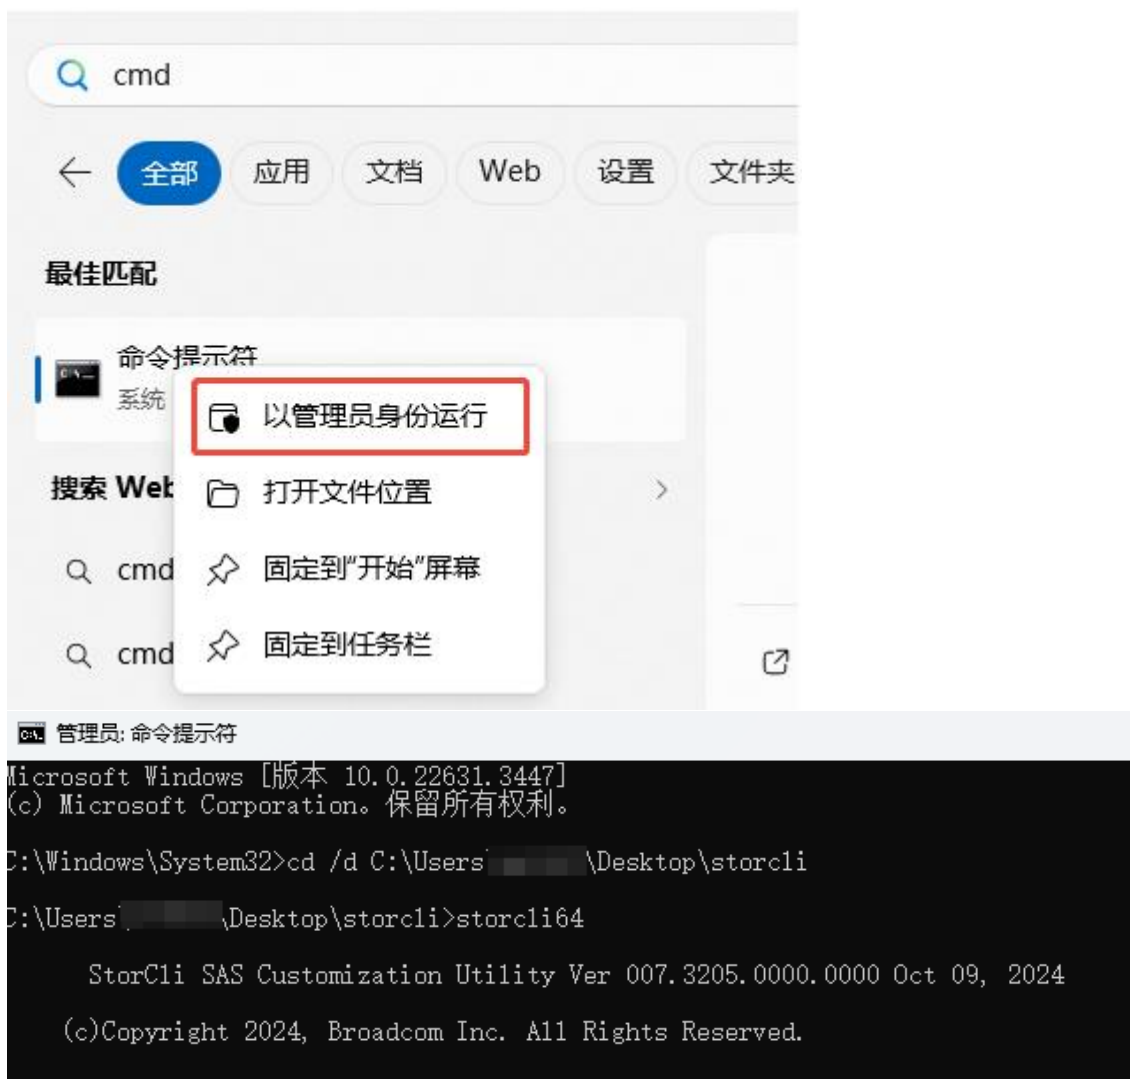 cmd
全部 应用 文档 Web 设置 文件夹
最佳匹配
命令提示符
系统
以管理员身份运行
搜索 Web
打开文件位置
cmd
固定到"开始"屏幕
cmd
固定到任务栏
管理员: 命令提示符
Microsoft Windows [版本 10.0.22631.3447]
(c) Microsoft Corporation。保留所有权利。
C:\Windows\System32>cd /d C:\Users\ \Desktop\storcli
C:\Users\ \Desktop\storcli>storcli64
StorCli SAS Customization Utility Ver 007.3205.0000.0000 Oct 09, 2024
(c)Copyright 2024, Broadcom Inc. All Rights Reserved.